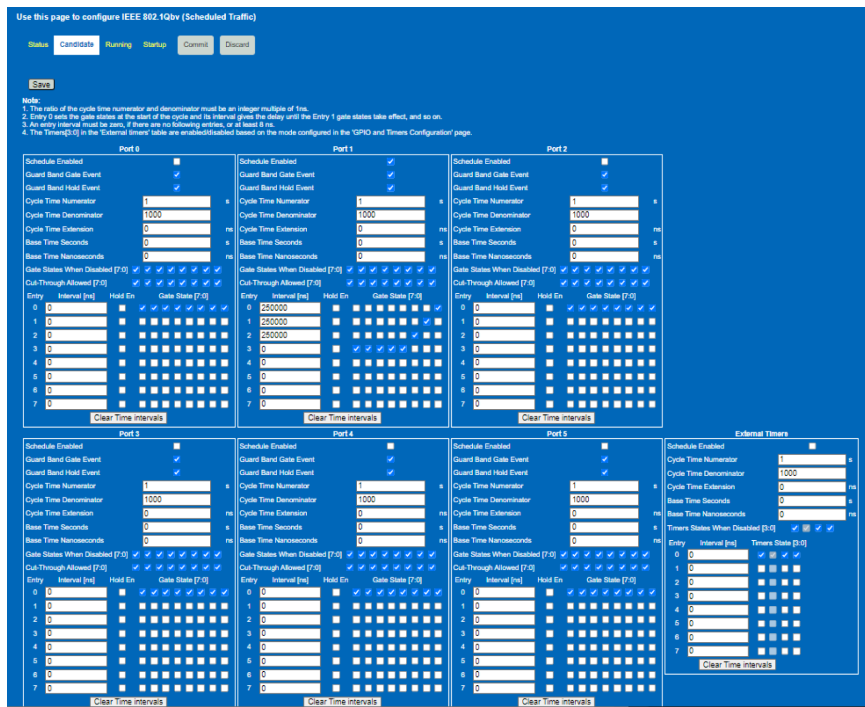 Use this page to configure IEEE 802.1Qbv (Scheduled Traffic)
Status Candidate Running Startup Commit Discard
Save
Note:
1. The ratio of the cycle time numerator and denominator must be an integer multiple of 1ns.
2. Entry 0 sets the gate states at the start of the cycle and its interval gives the delay until the Entry 1 gate states take effect, and so on.
3. An entry interval must be zero, if there are no following entries, or at least 8 ns.
4. The Timers[3:0] in the 'External timers' table are enabled/disabled based on the mode configured in the 'GPIO and Timers Configuration' page.
Port 0
Schedule Enabled
Guard Band Gate Event
Guard Band Hold Event
Cycle Time Numerator 1 s
Cycle Time Denominator 1000
Cycle Time Extension 0 ns
Base Time Seconds 0 s
Base Time Nanoseconds 0 ns
Gate States When Disabled [7:0]
Cut-Through Allowed [7:0]
Entry Interval [ns] Hold En Gate State [7:0]
0 0
1 0
2 0
3 0
4 0
5 0
6 0
7 0
Clear Time intervals
Port 1
Schedule Enabled
Guard Band Gate Event
Guard Band Hold Event
Cycle Time Numerator 1 s
Cycle Time Denominator 1000
Cycle Time Extension 0 ns
Base Time Seconds 0 s
Base Time Nanoseconds 0 ns
Gate States When Disabled [7:0]
Cut-Through Allowed [7:0]
Entry Interval [ns] Hold En Gate State [7:0]
0 250000
1 250000
2 250000
3 0
4 0
5 0
6 0
7 0
Clear Time intervals
Port 2
Schedule Enabled
Guard Band Gate Event
Guard Band Hold Event
Cycle Time Numerator 1 s
Cycle Time Denominator 1000
Cycle Time Extension 0 ns
Base Time Seconds 0 s
Base Time Nanoseconds 0 ns
Gate States When Disabled [7:0]
Cut-Through Allowed [7:0]
Entry Interval [ns] Hold En Gate State [7:0]
0 0
1 0
2 0
3 0
4 0
5 0
6 0
7 0
Clear Time intervals
Port 3
Schedule Enabled
Guard Band Gate Event
Guard Band Hold Event
Cycle Time Numerator 1 s
Cycle Time Denominator 1000
Cycle Time Extension 0 ns
Base Time Seconds 0 s
Base Time Nanoseconds 0 ns
Gate States When Disabled [7:0]
Cut-Through Allowed [7:0]
Entry Interval [ns] Hold En Gate State [7:0]
0 0
1 0
2 0
3 0
4 0
5 0
6 0
7 0
Clear Time intervals
Port 4
Schedule Enabled
Guard Band Gate Event
Guard Band Hold Event
Cycle Time Numerator 1 s
Cycle Time Denominator 1000
Cycle Time Extension 0 ns
Base Time Seconds 0 s
Base Time Nanoseconds 0 ns
Gate States When Disabled [7:0]
Cut-Through Allowed [7:0]
Entry Interval [ns] Hold En Gate State [7:0]
0 0
1 0
2 0
3 0
4 0
5 0
6 0
7 0
Clear Time intervals
Port 5
Schedule Enabled
Guard Band Gate Event
Guard Band Hold Event
Cycle Time Numerator 1 s
Cycle Time Denominator 1000
Cycle Time Extension 0 ns
Base Time Seconds 0 s
Base Time Nanoseconds 0 ns
Gate States When Disabled [7:0]
Cut-Through Allowed [7:0]
Entry Interval [ns] Hold En Gate State [7:0]
0 0
1 0
2 0
3 0
4 0
5 0
6 0
7 0
Clear Time intervals
External Timers
Schedule Enabled
Cycle Time Numerator 1 s
Cycle Time Denominator 1000
Cycle Time Extension 0 ns
Base Time Seconds 0 s
Base Time Nanoseconds 0 ns
Timers States When Disabled [3:0]
Entry Interval [ns] Timers State [3:0]
0 0
1 0
2 0
3 0
4 0
5 0
6 0
7 0
Clear Time intervals